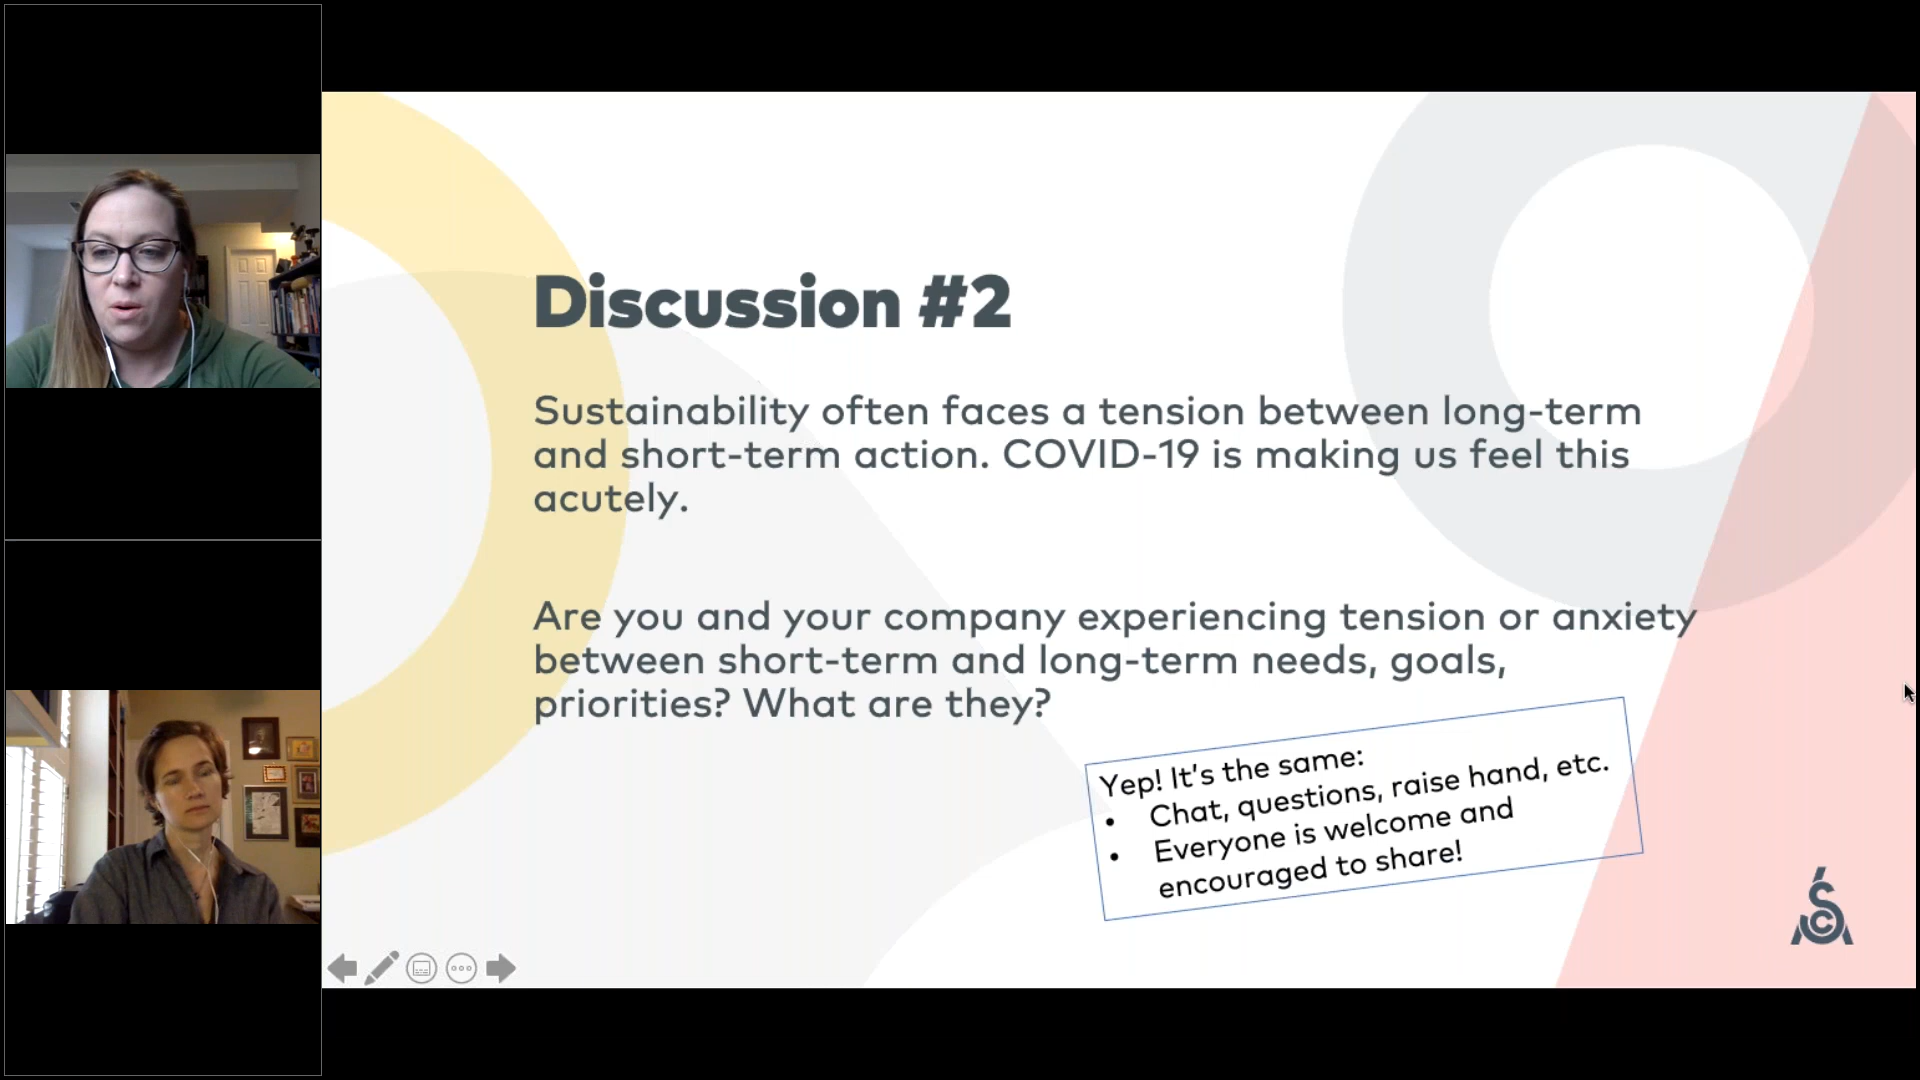 Discussion #2
Sustainability often faces a tension between long-term
and short-term action. COVID-19 is making us feel this
acutely.
Are you and your company experiencing tension or anxiety
between short-term and long-term needs, goals,
priorities? What are they?
Yep! It's the same:
• Chat, questions, raise hand, etc.
• Everyone is welcome and
encouraged to share!